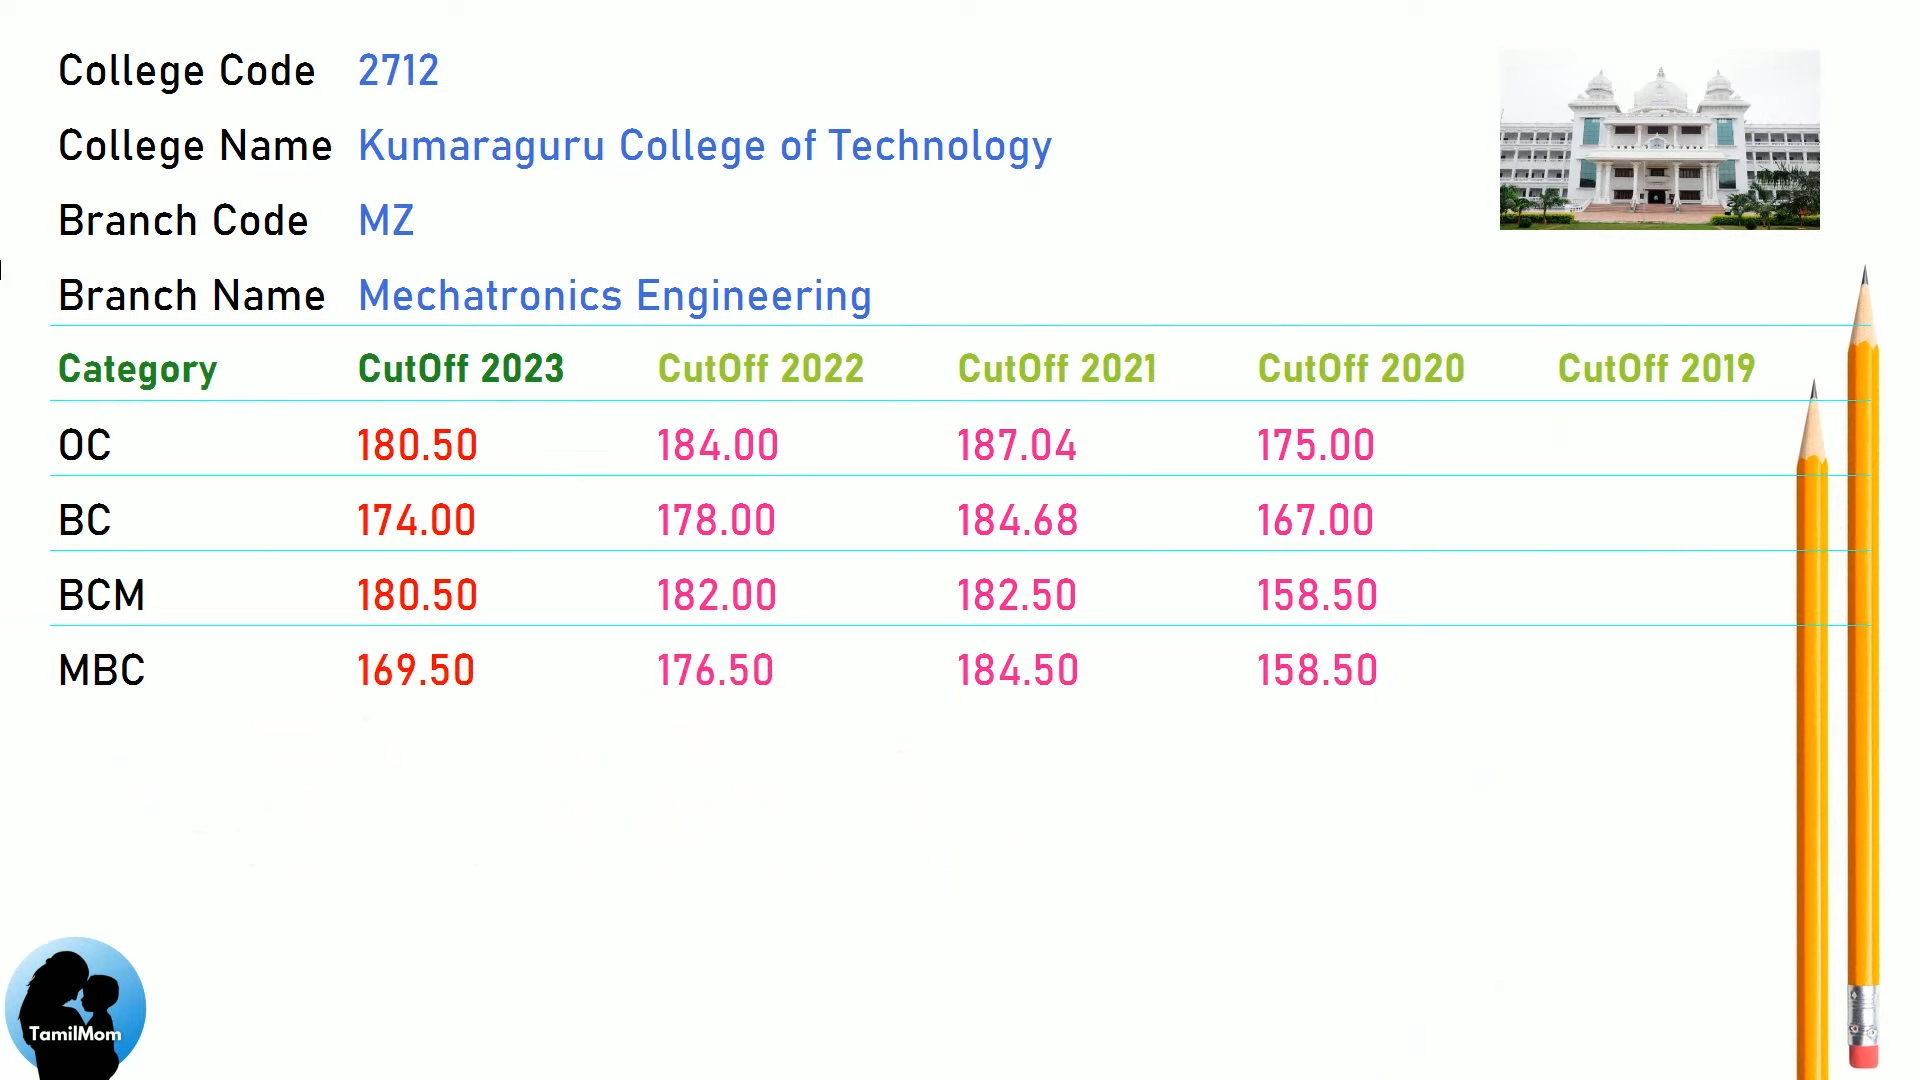 College Code 2712
College Name Kumaraguru College of Technology
Branch Code MZ
Branch Name Mechatronics Engineering
Category CutOff 2023 CutOff 2022 CutOff 2021 CutOff 2020 CutOff 2019
OC 180.50 184.00 187.04 175.00
BC 174.00 178.00 184.68 167.00
BCM 180.50 182.00 182.50 158.50
MBC 169.50 176.50 184.50 158.50
TamilMom